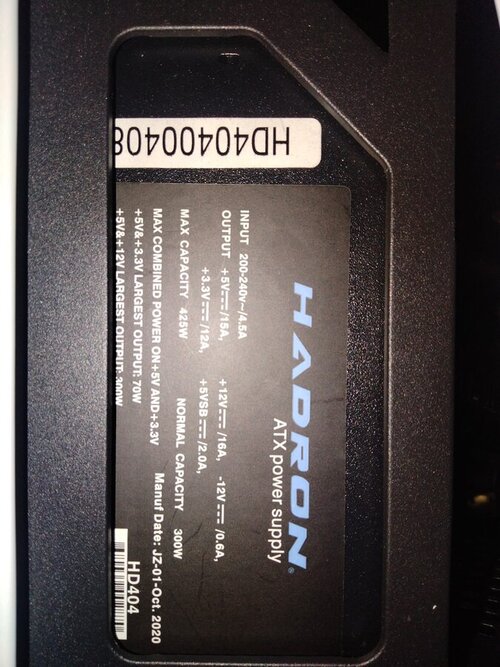 HADRON®
ATX power supply
INPUT 200-240v~/4.5A
OUTPUT +5V⎓/15A, +12V⎓/16A, -12V⎓/0.6A,
+3.3V⎓/12A, +5VSB⎓/2.0A,
MAX CAPACITY 425W NORMAL CAPACITY 300W
MAX COMBINED POWER ON+5V AND+3.3V Manuf Date: JZ-01-Oct. 2020
+5V&+3.3V LARGEST OUTPUT: 70W
+5V&+12V LARGEST OUTPUT: 300W
HD404
HD40400408